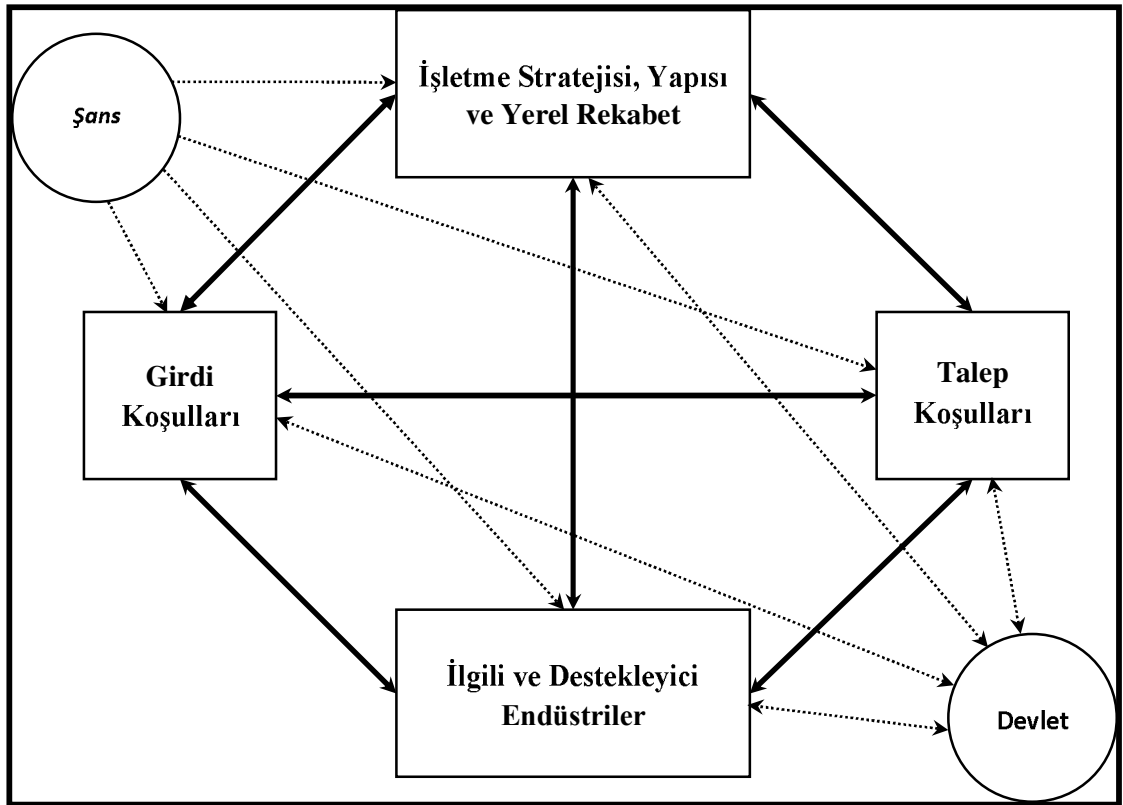 Şans
İşletme Stratejisi, Yapısı
ve Yerel Rekabet
Girdi
Koşulları
Talep
Koşulları
İlgili ve Destekleyici
Endüstriler
Devlet